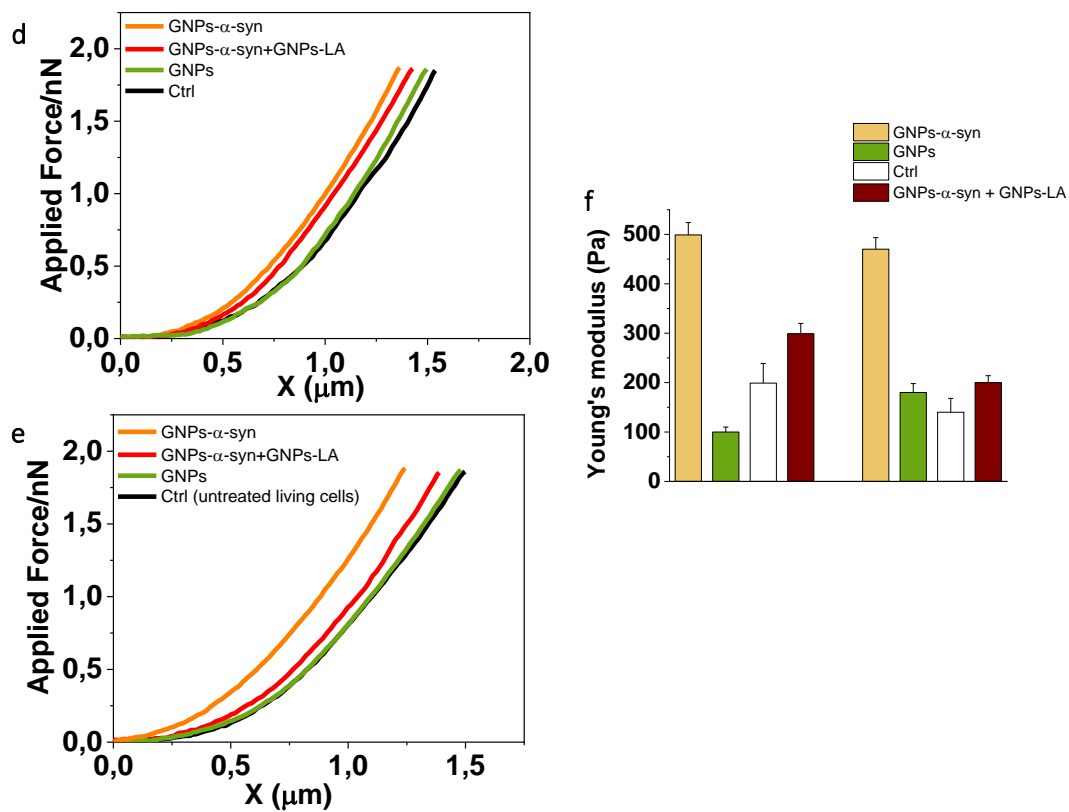 d
GNPs-α-syn
GNPs-α-syn+GNPs-LA
GNPs
Ctrl
Applied Force/nN
2,0
1,5
1,0
0,5
0,0
0,0 0,5 1,0 1,5 2,0
X (μm)
e
GNPs-α-syn
GNPs-α-syn+GNPs-LA
GNPs
Ctrl (untreated living cells)
Applied Force/nN
2,0
1,5
1,0
0,5
0,0
0,0 0,5 1,0 1,5
X (μm)
f
GNPs-α-syn
GNPs
Ctrl
GNPs-α-syn + GNPs-LA
Young's modulus (Pa)
500
400
300
200
100
0